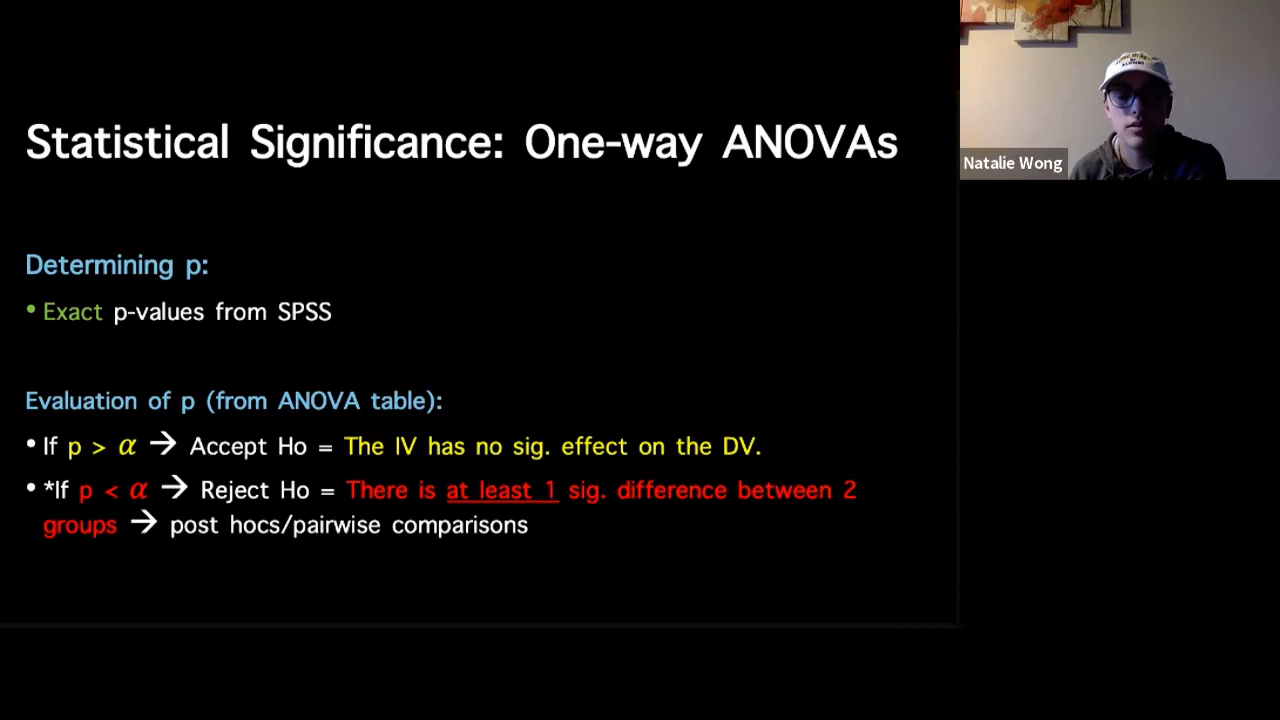 Statistical Significance: One-way ANOVAs
Natalie Wong
Determining p:
• Exact p-values from SPSS
Evaluation of p (from ANOVA table):
• If p > α → Accept Ho = The IV has no sig. effect on the DV.
• *If p < α → Reject Ho = There is at least 1 sig. difference between 2
groups → post hocs/pairwise comparisons